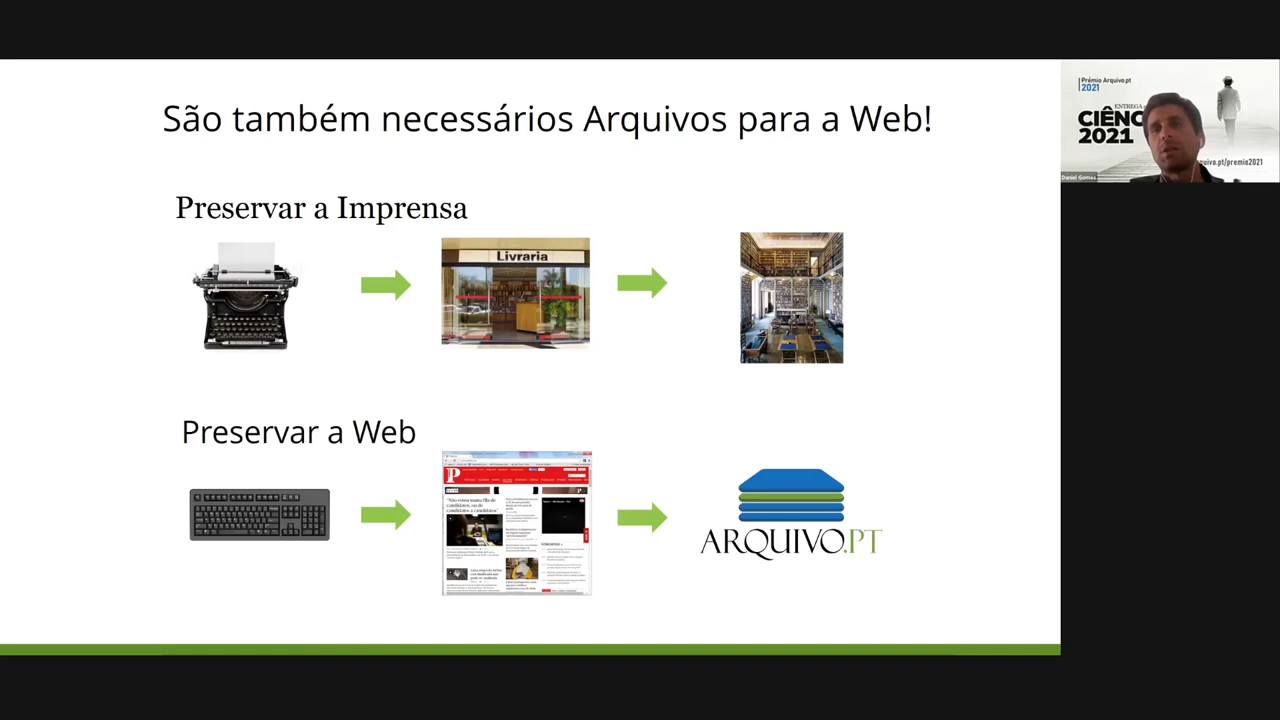 São também necessários Arquivos para a Web!
Preservar a Imprensa
Livraria
Preservar a Web
P
ARQUIVO.PT
Prémio Arquivo.pt
2021
ENTREGA
CIÊNC
2021
quivo.pt/premio2021
Daniel Gomes